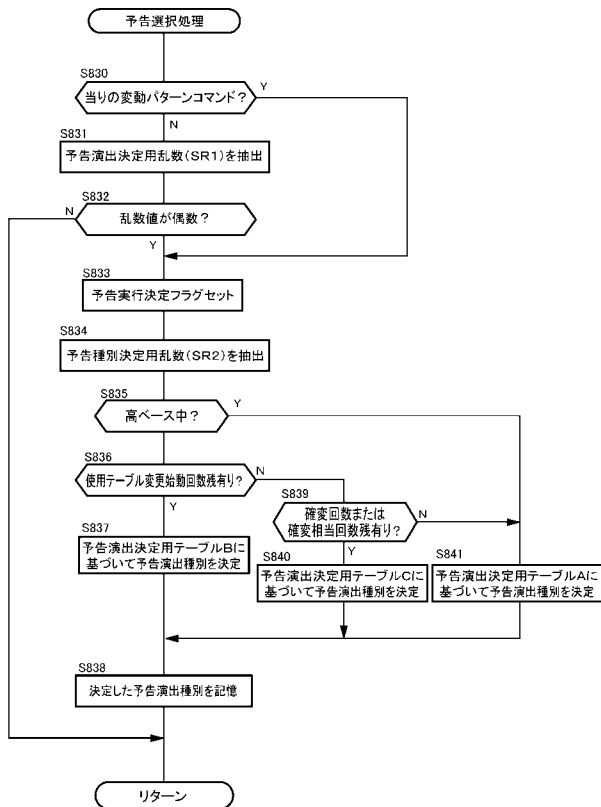 予告選択処理
S830
当りの変動パターンコマンド？
Y
N
S831
予告演出決定用乱数(SR1)を抽出
S832
N
乱数値が偶数？
Y
S833
予告実行決定フラグセット
S834
予告種別決定用乱数(SR2)を抽出
S835
高ベース中？
Y
S836
使用テーブル変更始動回数残有り？
N
Y
S839
確変回数または
確変相当回数残有り？
N
Y
S837
予告演出決定用テーブルBに
基づいて予告演出種別を決定
S840
予告演出決定用テーブルCに
基づいて予告演出種別を決定
S841
予告演出決定用テーブルAに
基づいて予告演出種別を決定
S838
決定した予告演出種別を記憶
リターン